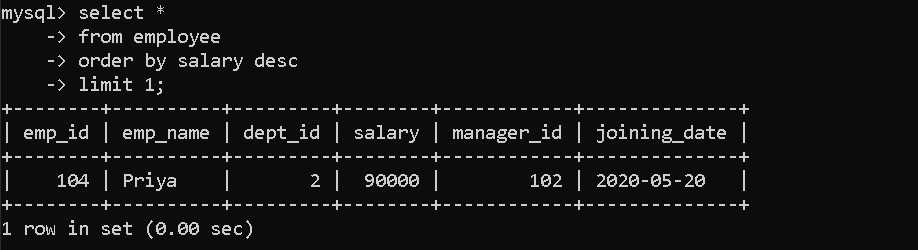 mysql> select *
    -> from employee
    -> order by salary desc
    -> limit 1;
+--------+----------+---------+--------+------------+--------------+
| emp_id | emp_name | dept_id | salary | manager_id | joining_date |
+--------+----------+---------+--------+------------+--------------+
|    104 | Priya    |       2 |  90000 |        102 | 2020-05-20   |
+--------+----------+---------+--------+------------+--------------+
1 row in set (0.00 sec)